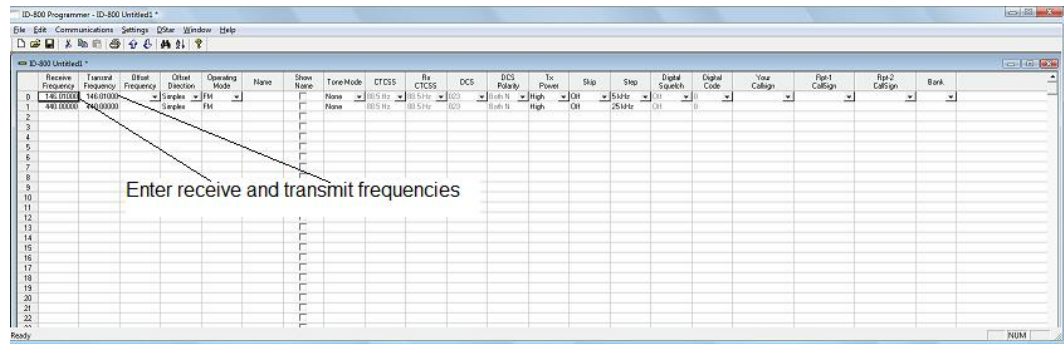 ID-800 Programmer - ID-800 Untitled1 *
File Edit Communications Settings DStar Window Help
ID-800 Untitled1 *
Receive Frequency Transmit Frequency Offset Frequency Offset Direction Operating Mode Name Show Name Tone Mode CTCSS Rx CTCSS DCS DCS Polarity Tx Power Skip Step Digital Squelch Digital Code Your Callsign Rpt-1 CallSign Rpt-2 CallSign Bank
0 146.01000 146.01000 Simplex FM None 88.5 Hz 88.5 Hz 023 Both N High Off 5 kHz Off 0
1 440.00000 440.00000 Simplex FM None 88.5 Hz 88.5 Hz 023 Both N High Off 25 kHz Off 0
2
3
4
5
6
7
8
9
Enter receive and transmit frequencies
10
11
12
13
14
15
16
17
18
19
20
21
22
Ready NUM